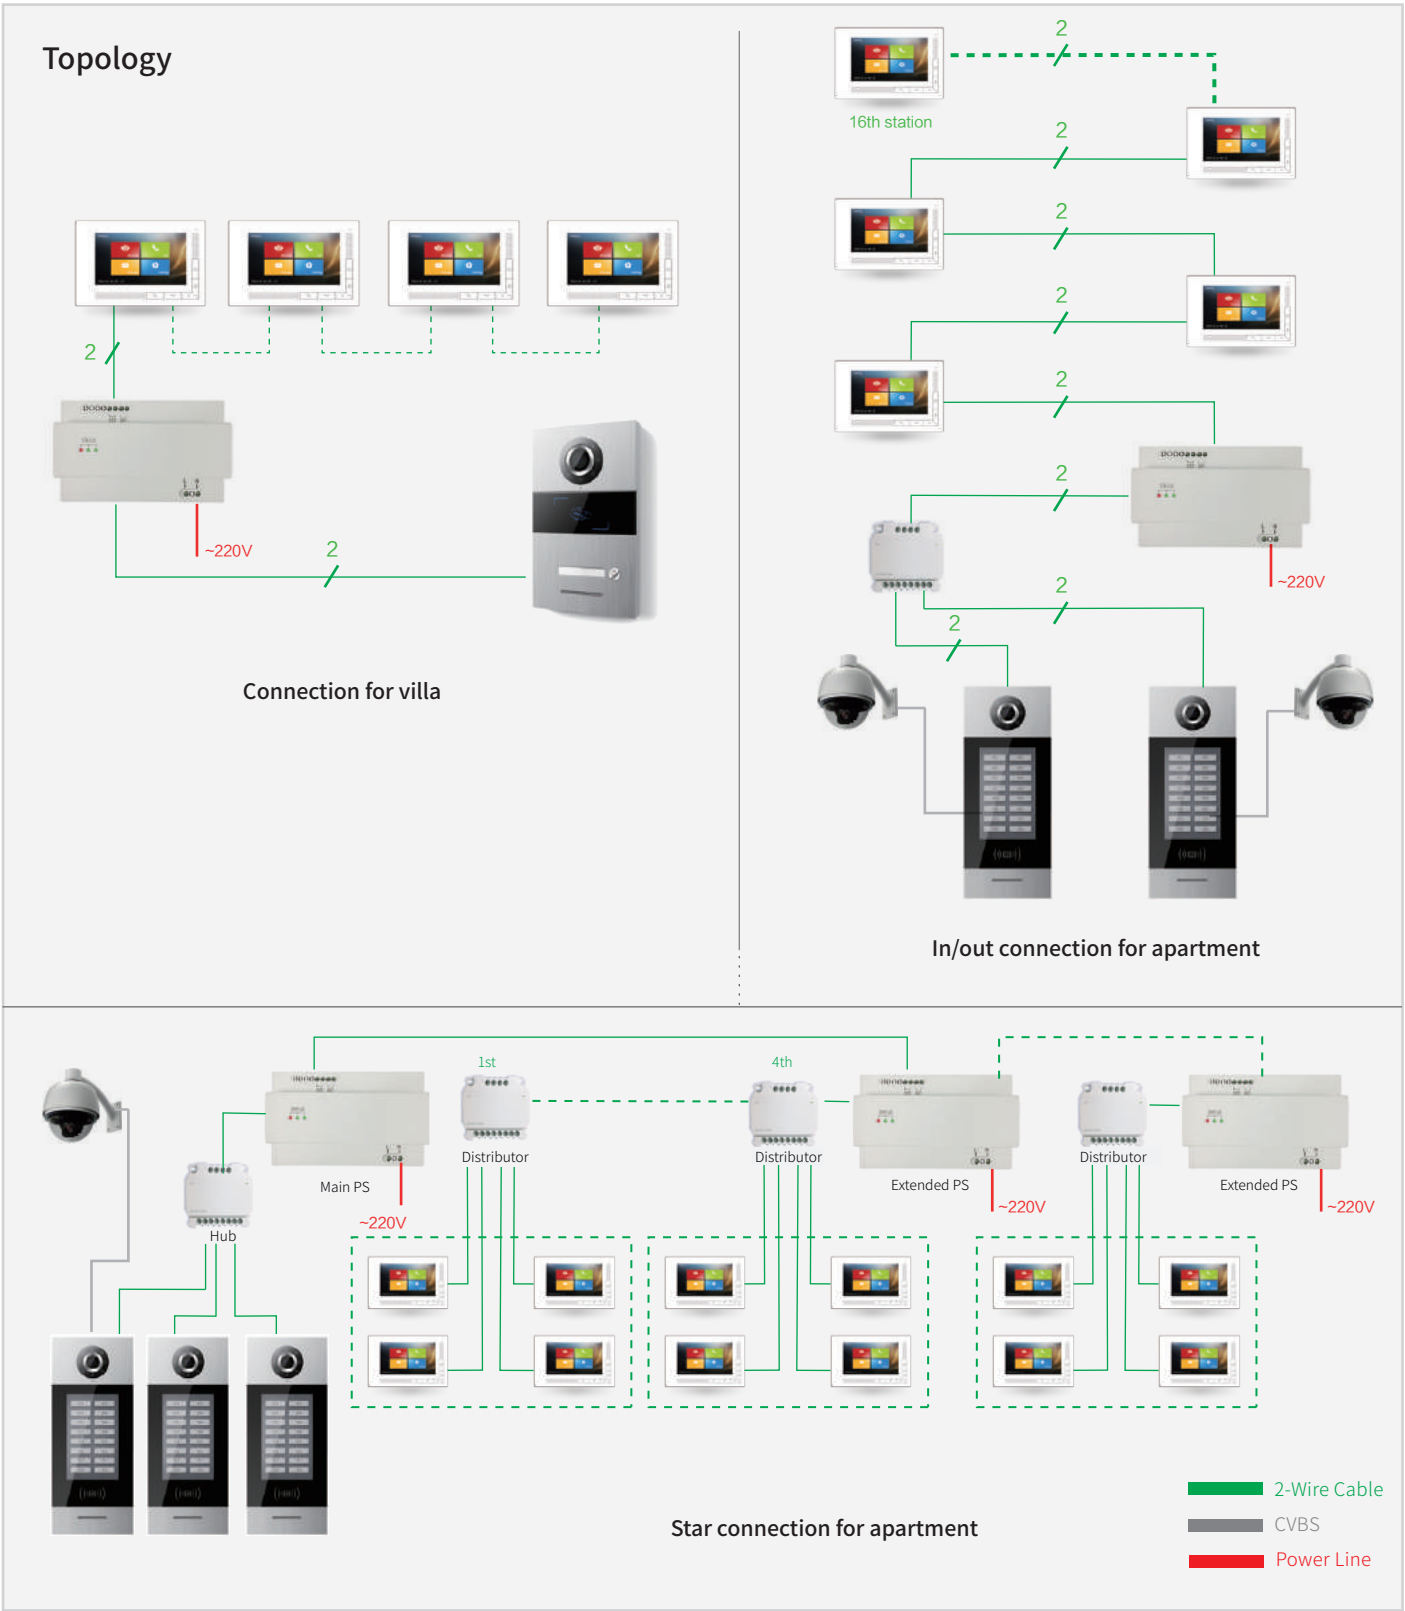 Topology
2
~220V
2
Connection for villa
2
16th station
2
2
2
2
2
~220V
2
2
In/out connection for apartment
1st
4th
Distributor
Distributor
Distributor
Main PS
Extended PS
Extended PS
~220V
~220V
~220V
Hub
2-Wire Cable
CVBS
Power Line
Star connection for apartment